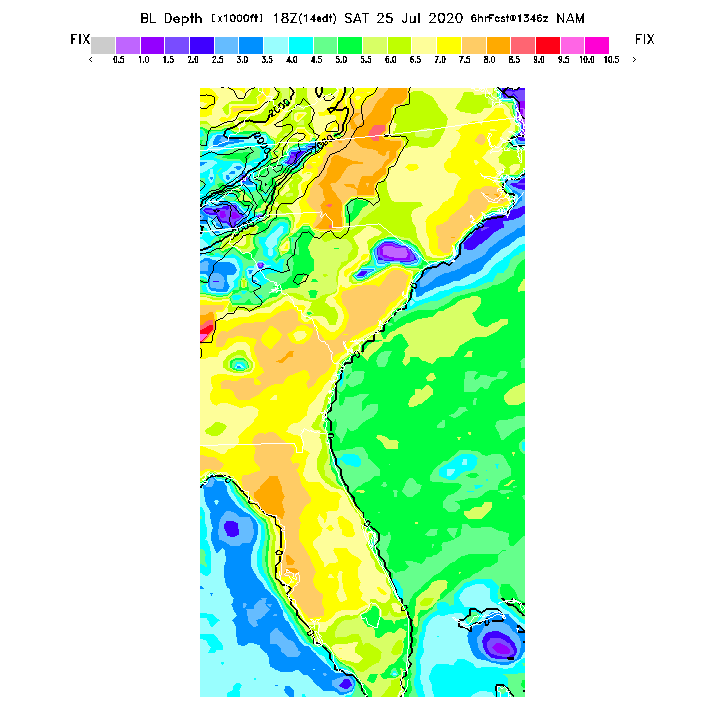 BL Depth [x1000ft] 18Z(14edt) SAT 25 Jul 2020 6hrFcst@1346z NAM
FIX FIX
< 0.5 1.0 1.5 2.0 2.5 3.0 3.5 4.0 4.5 5.0 5.5 6.0 6.5 7.0 7.5 8.0 8.5 9.0 9.5 10.0 10.5 >
2000